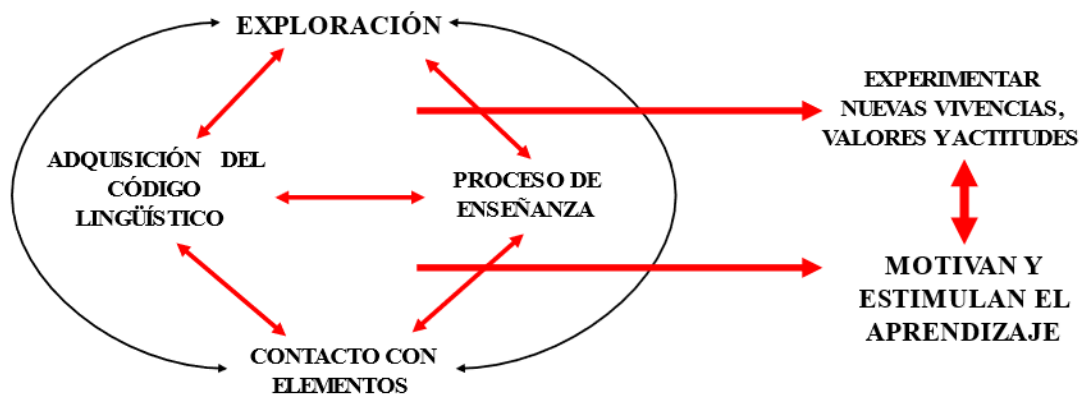 EXPLORACIÓN
ADQUISICIÓN DEL
CÓDIGO
LINGÜÍSTICO
PROCESO DE
ENSEÑANZA
CONTACTO CON
ELEMENTOS
EXPERIMENTAR
NUEVAS VIVENCIAS,
VALORES Y ACTITUDES
MOTIVAN Y
ESTIMULAN EL
APRENDIZAJE